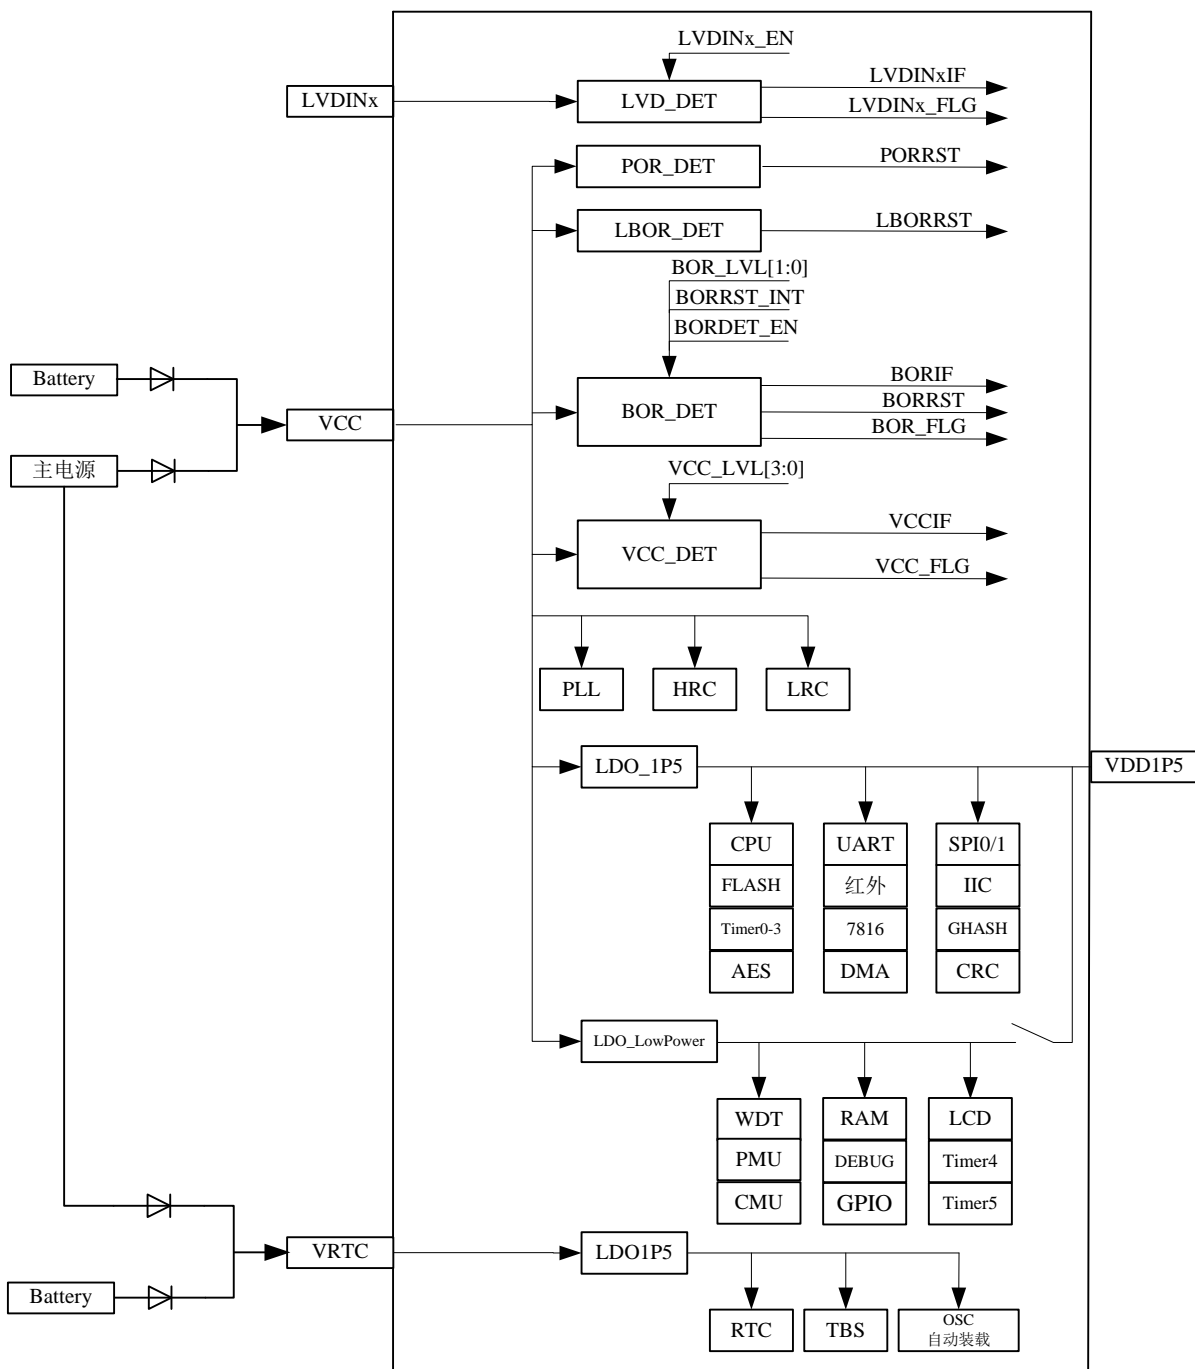 LVDINx_EN
LVDINx
LVD_DET
LVDINxIF
LVDINx_FLG
POR_DET
PORRST
LBOR_DET
LBORRST
BOR_LVL[1:0]
BORRST_INT
BORDET_EN
Battery
VCC
BOR_DET
BORIF
BORRST
BOR_FLG
主电源
VCC_LVL[3:0]
VCC_DET
VCCIF
VCC_FLG
PLL
HRC
LRC
LDO_1P5
VDD1P5
CPU
UART
SPI0/1
FLASH
红外
IIC
Timer0-3
7816
GHASH
AES
DMA
CRC
LDO_LowPower
WDT
RAM
LCD
PMU
DEBUG
Timer4
CMU
GPIO
Timer5
VRTC
LDO1P5
Battery
RTC
TBS
OSC
自动装载